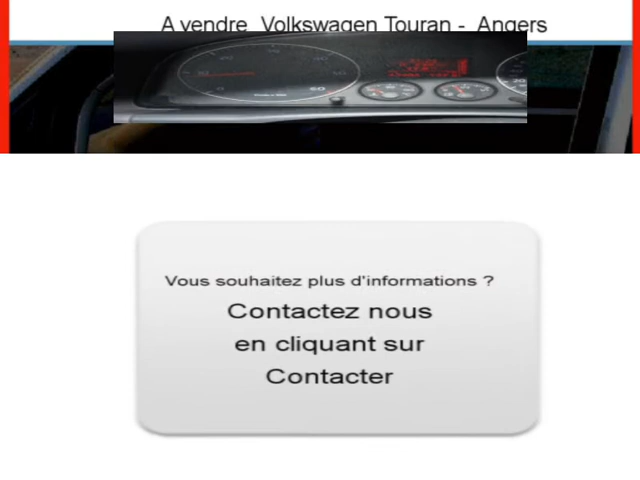 A vendre Volkswagen Touran - Angers
Vous souhaitez plus d'informations ?
Contactez nous
en cliquant sur
Contacter